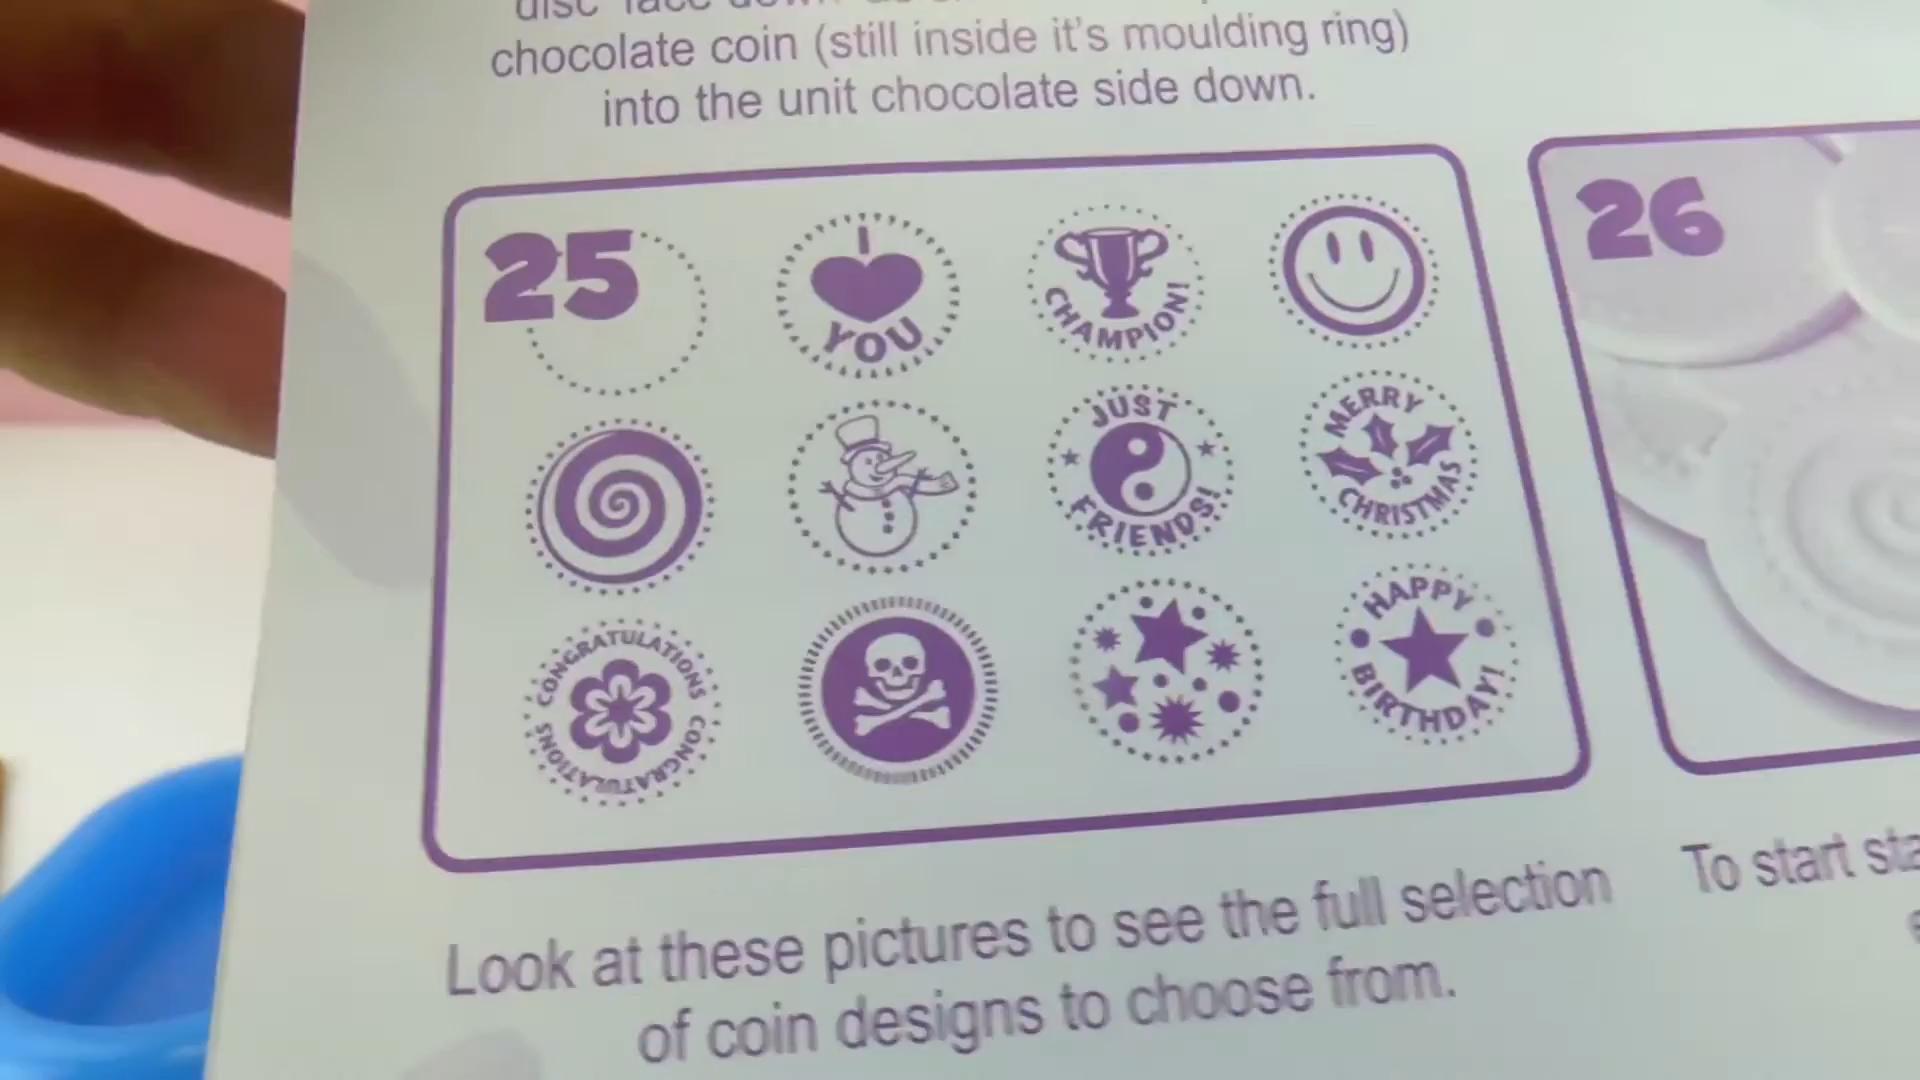 chocolate coin (still inside it's moulding ring)
into the unit chocolate side down.
25
I
YOU
CHAMPION!
JUST
FRIENDS!
MERRY
CHRISTMAS
CONGRATULATIONS CONGRATULATIONS
HAPPY
BIRTHDAY!
26
Look at these pictures to see the full selection
of coin designs to choose from.
To start